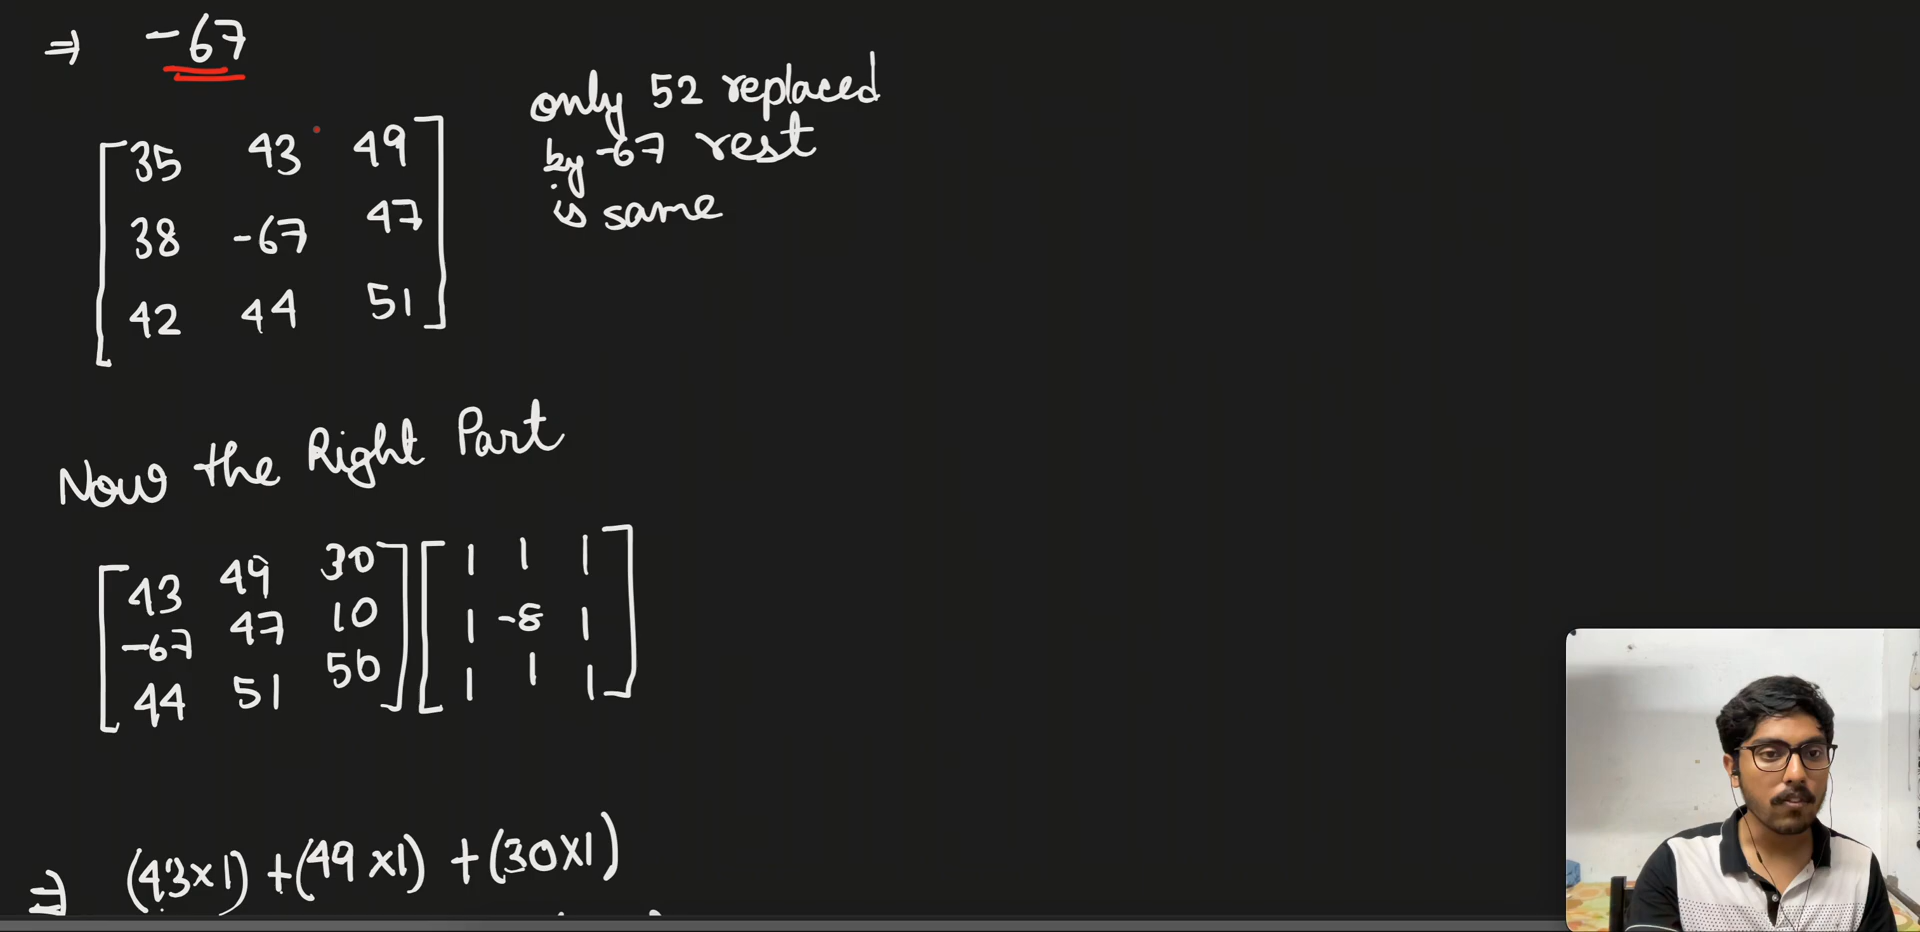 ⇒ -67
only 52 replaced
by -67 rest
is same
35 43 49
38 -67 47
42 44 51
Now the Right Part
43 49 30
-67 47 10
44 51 50
1 1 1
1 -8 1
1 1 1
⇒ (43×1) + (49×1) + (30×1)